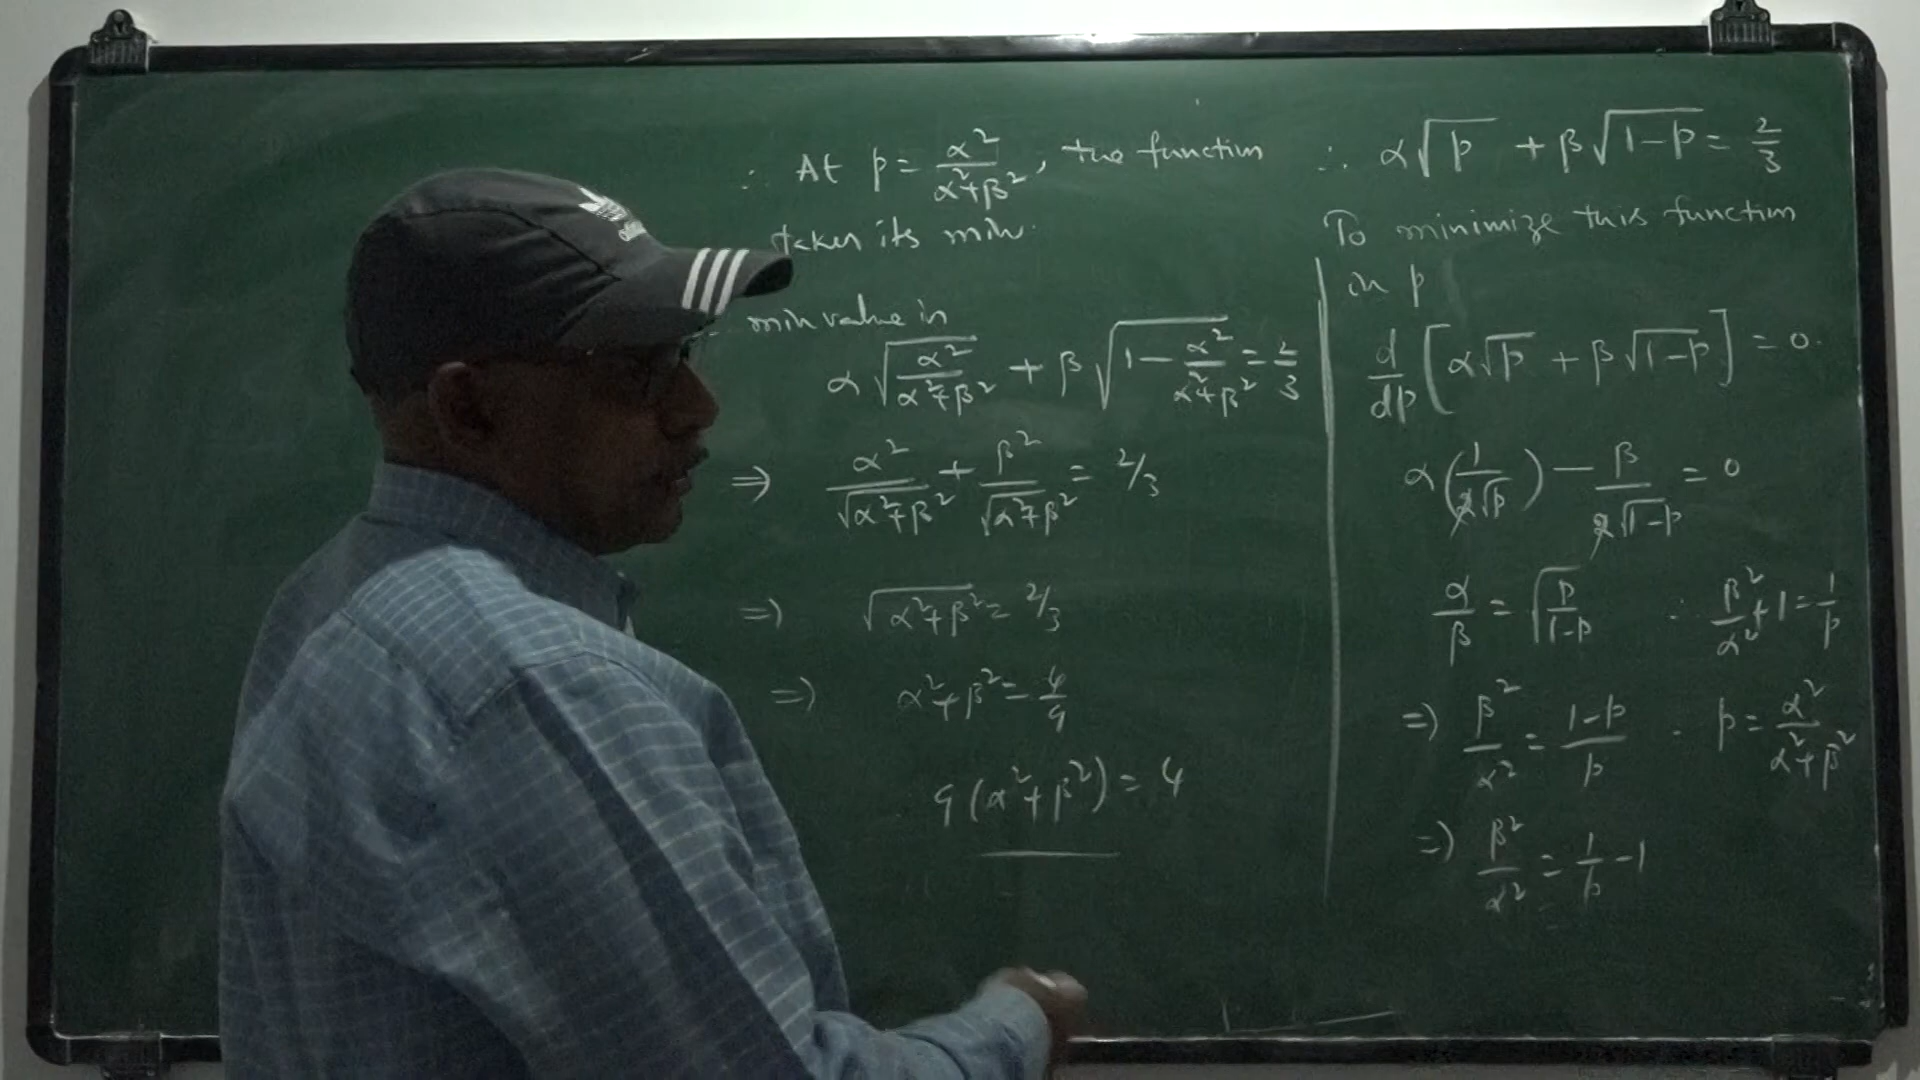 ∴ α√p + β√(1-p) = 2/3
To minimize this function
in p
d/dp [α√p + β√(1-p)] = 0.
α(1/(2√p)) - β/(2√(1-p)) = 0
α/β = √(p/(1-p))
⇒ β²/α² = (1-p)/p
⇒ β²/α² = 1/p - 1
∴ β²/α² + 1 = 1/p
∴ p = α²/(α²+β²)
∴ At p = α²/(α²+β²), the function
takes its min.
min value is
α√(α²/(α²+β²)) + β√(1 - α²/(α²+β²)) = 2/3
⇒ α²/√(α²+β²) + β²/√(α²+β²) = 2/3
⇒ √(α²+β²) = 2/3
⇒ α²+β² = 4/9
9(α²+β²) = 4
adidas